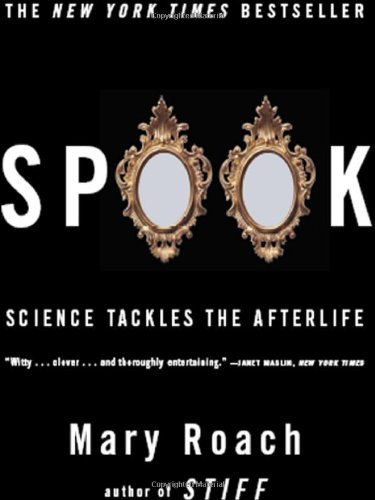 THE NEW YORK TIMES BESTSELLER
SPOOK
SCIENCE TACKLES THE AFTERLIFE
"Witty . . . clever . . . and thoroughly entertaining." —JANET MASLIN, NEW YORK TIMES
Mary Roach
author of STIFF